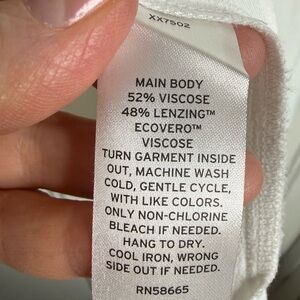 XX7502
MAIN BODY
52% VISCOSE
48% LENZING™
ECOVERO™
VISCOSE
TURN GARMENT INSIDE
OUT, MACHINE WASH
COLD, GENTLE CYCLE,
WITH LIKE COLORS.
ONLY NON-CHLORINE
BLEACH IF NEEDED.
HANG TO DRY.
COOL IRON, WRONG
SIDE OUT IF NEEDED.
RN58665